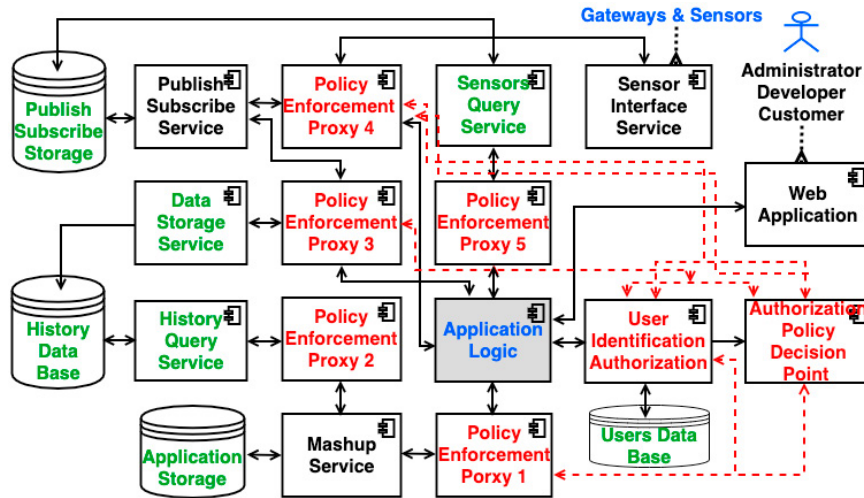 Gateways & Sensors
Administrator
Developer
Customer
Publish
Subscribe
Storage
Publish
Subscribe
Service
Policy
Enforcement
Proxy 4
Sensors
Query
Service
Sensor
Interface
Service
Data
Storage
Service
Policy
Enforcement
Proxy 3
Policy
Enforcement
Proxy 5
Web
Application
History
Data
Base
History
Query
Service
Policy
Enforcement
Proxy 2
Application
Logic
User
Identification
Authorization
Authorization
Policy
Decision
Point
Application
Storage
Mashup
Service
Policy
Enforcement
Porxy 1
Users Data
Base